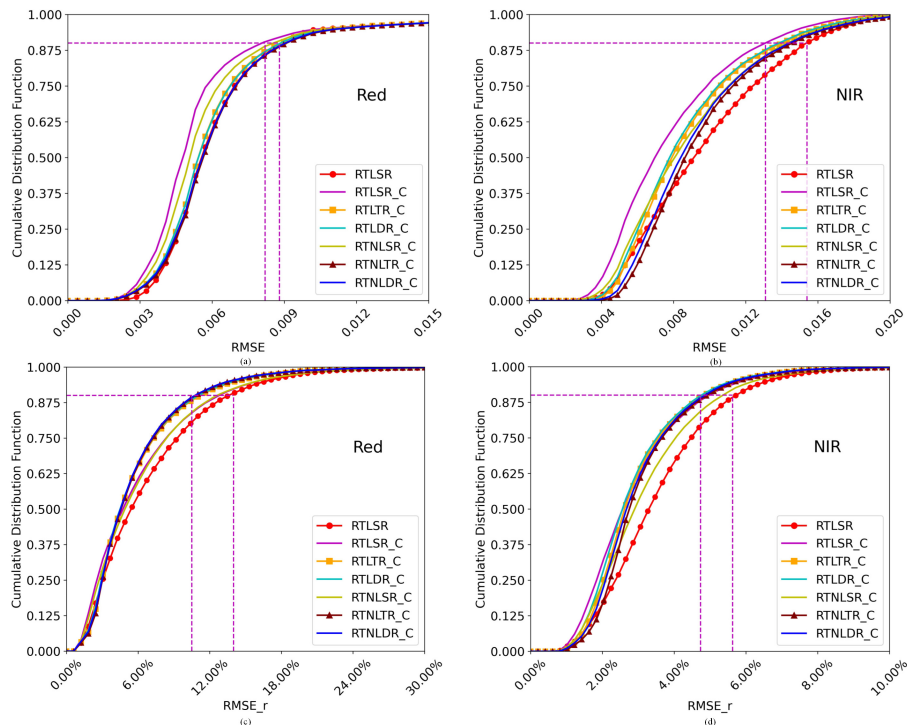 1.000
0.875
0.750
0.625
0.500
0.375
0.250
0.125
0.000
Cumulative Distribution Function
Red
RTLSR
RTLSR_C
RTLTR_C
RTLDR_C
RTNLSR_C
RTNLTR_C
RTNLDR_C
0.000
0.003
0.006
0.009
0.012
0.015
RMSE
(a)
1.000
0.875
0.750
0.625
0.500
0.375
0.250
0.125
0.000
Cumulative Distribution Function
NIR
RTLSR
RTLSR_C
RTLTR_C
RTLDR_C
RTNLSR_C
RTNLTR_C
RTNLDR_C
0.000
0.004
0.008
0.012
0.016
0.020
RMSE
(b)
1.000
0.875
0.750
0.625
0.500
0.375
0.250
0.125
0.000
Cumulative Distribution Function
Red
RTLSR
RTLSR_C
RTLTR_C
RTLDR_C
RTNLSR_C
RTNLTR_C
RTNLDR_C
0.00%
6.00%
12.00%
18.00%
24.00%
30.00%
RMSE_r
(c)
1.000
0.875
0.750
0.625
0.500
0.375
0.250
0.125
0.000
Cumulative Distribution Function
NIR
RTLSR
RTLSR_C
RTLTR_C
RTLDR_C
RTNLSR_C
RTNLTR_C
RTNLDR_C
0.00%
2.00%
4.00%
6.00%
8.00%
10.00%
RMSE_r
(d)